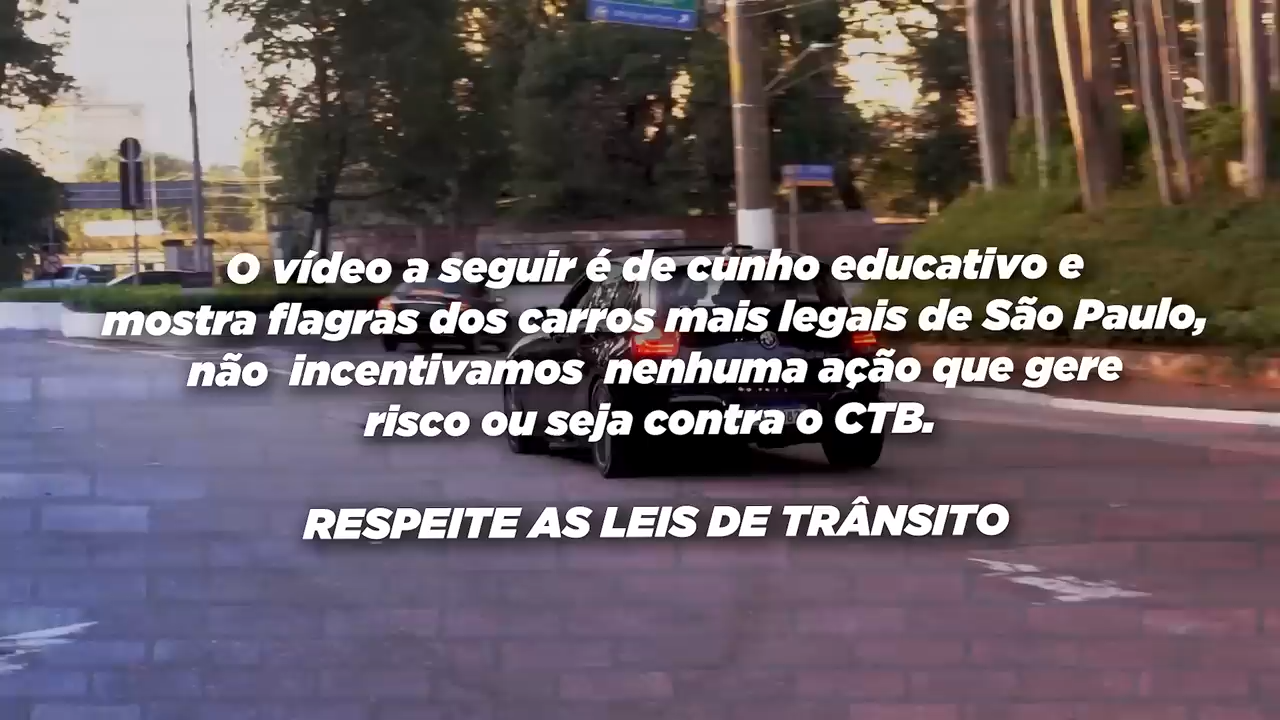 O vídeo a seguir é de cunho educativo e
mostra flagras dos carros mais legais de São Paulo,
não incentivamos nenhuma ação que gere
risco ou seja contra o CTB.
RESPEITE AS LEIS DE TRÂNSITO